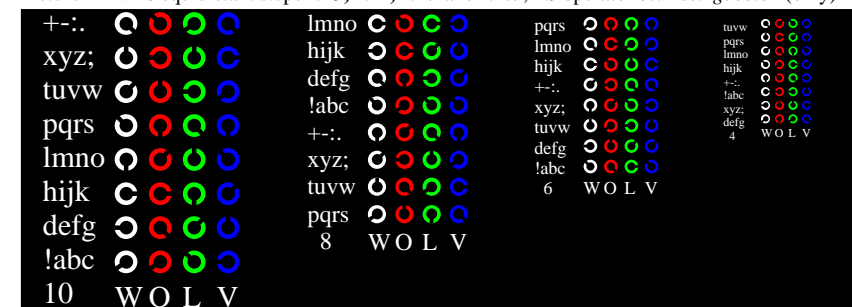 +-:.
xyz;
tuvw
pqrs
lmno
hijk
defg
!abc
10 W O L V
lmno
hijk
defg
!abc
+-:.
xyz;
tuvw
pqrs
8 W O L V
pqrs
lmno
hijk
+-:.
xyz;
tuvw
defg
!abc
6 W O L V
tuvw
pqrs
lmno
hijk
+-:.
!abc
xyz;
defg
4 W O L V